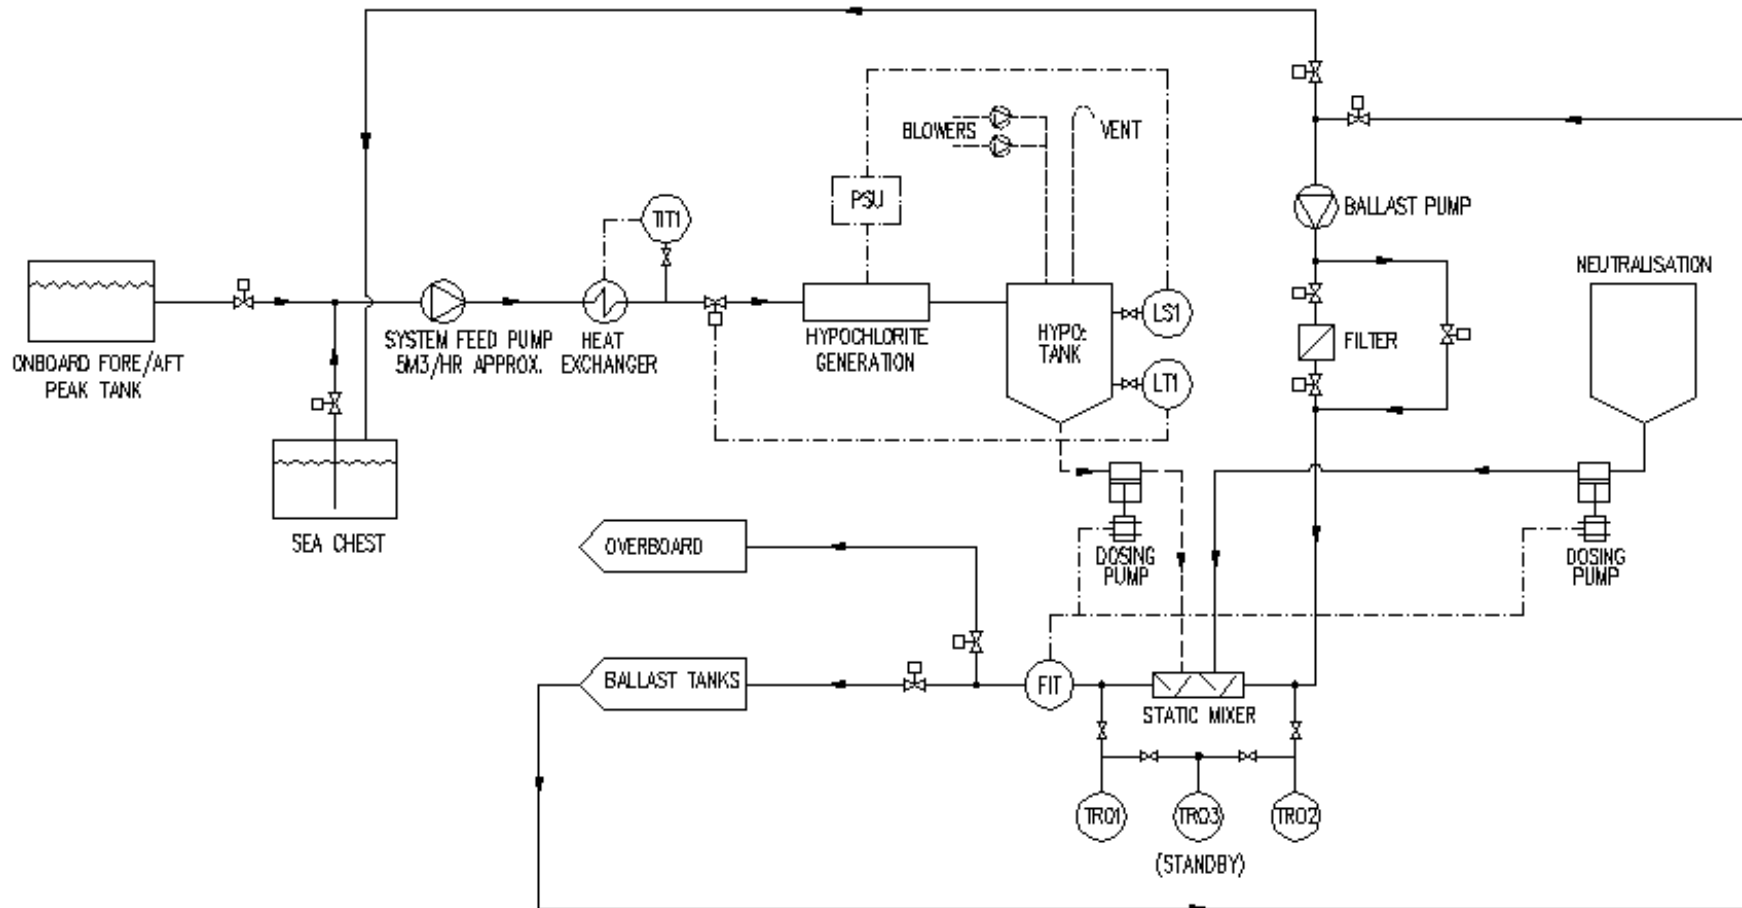 BLOWERS
VENT
PSU
TIT1
BALLAST PUMP
NEUTRALISATION
ONBOARD FORE/AFT
PEAK TANK
SYSTEM FEED PUMP
5M3/HR APPROX.
HEAT
EXCHANGER
HYPOCHLORITE
GENERATION
HYPO:
TANK
LS1
LT1
FILTER
SEA CHEST
OVERBOARD
DOSING
PUMP
DOSING
PUMP
BALLAST TANKS
FIT
STATIC MIXER
TRO1
TRO3
TRO2
(STANDBY)